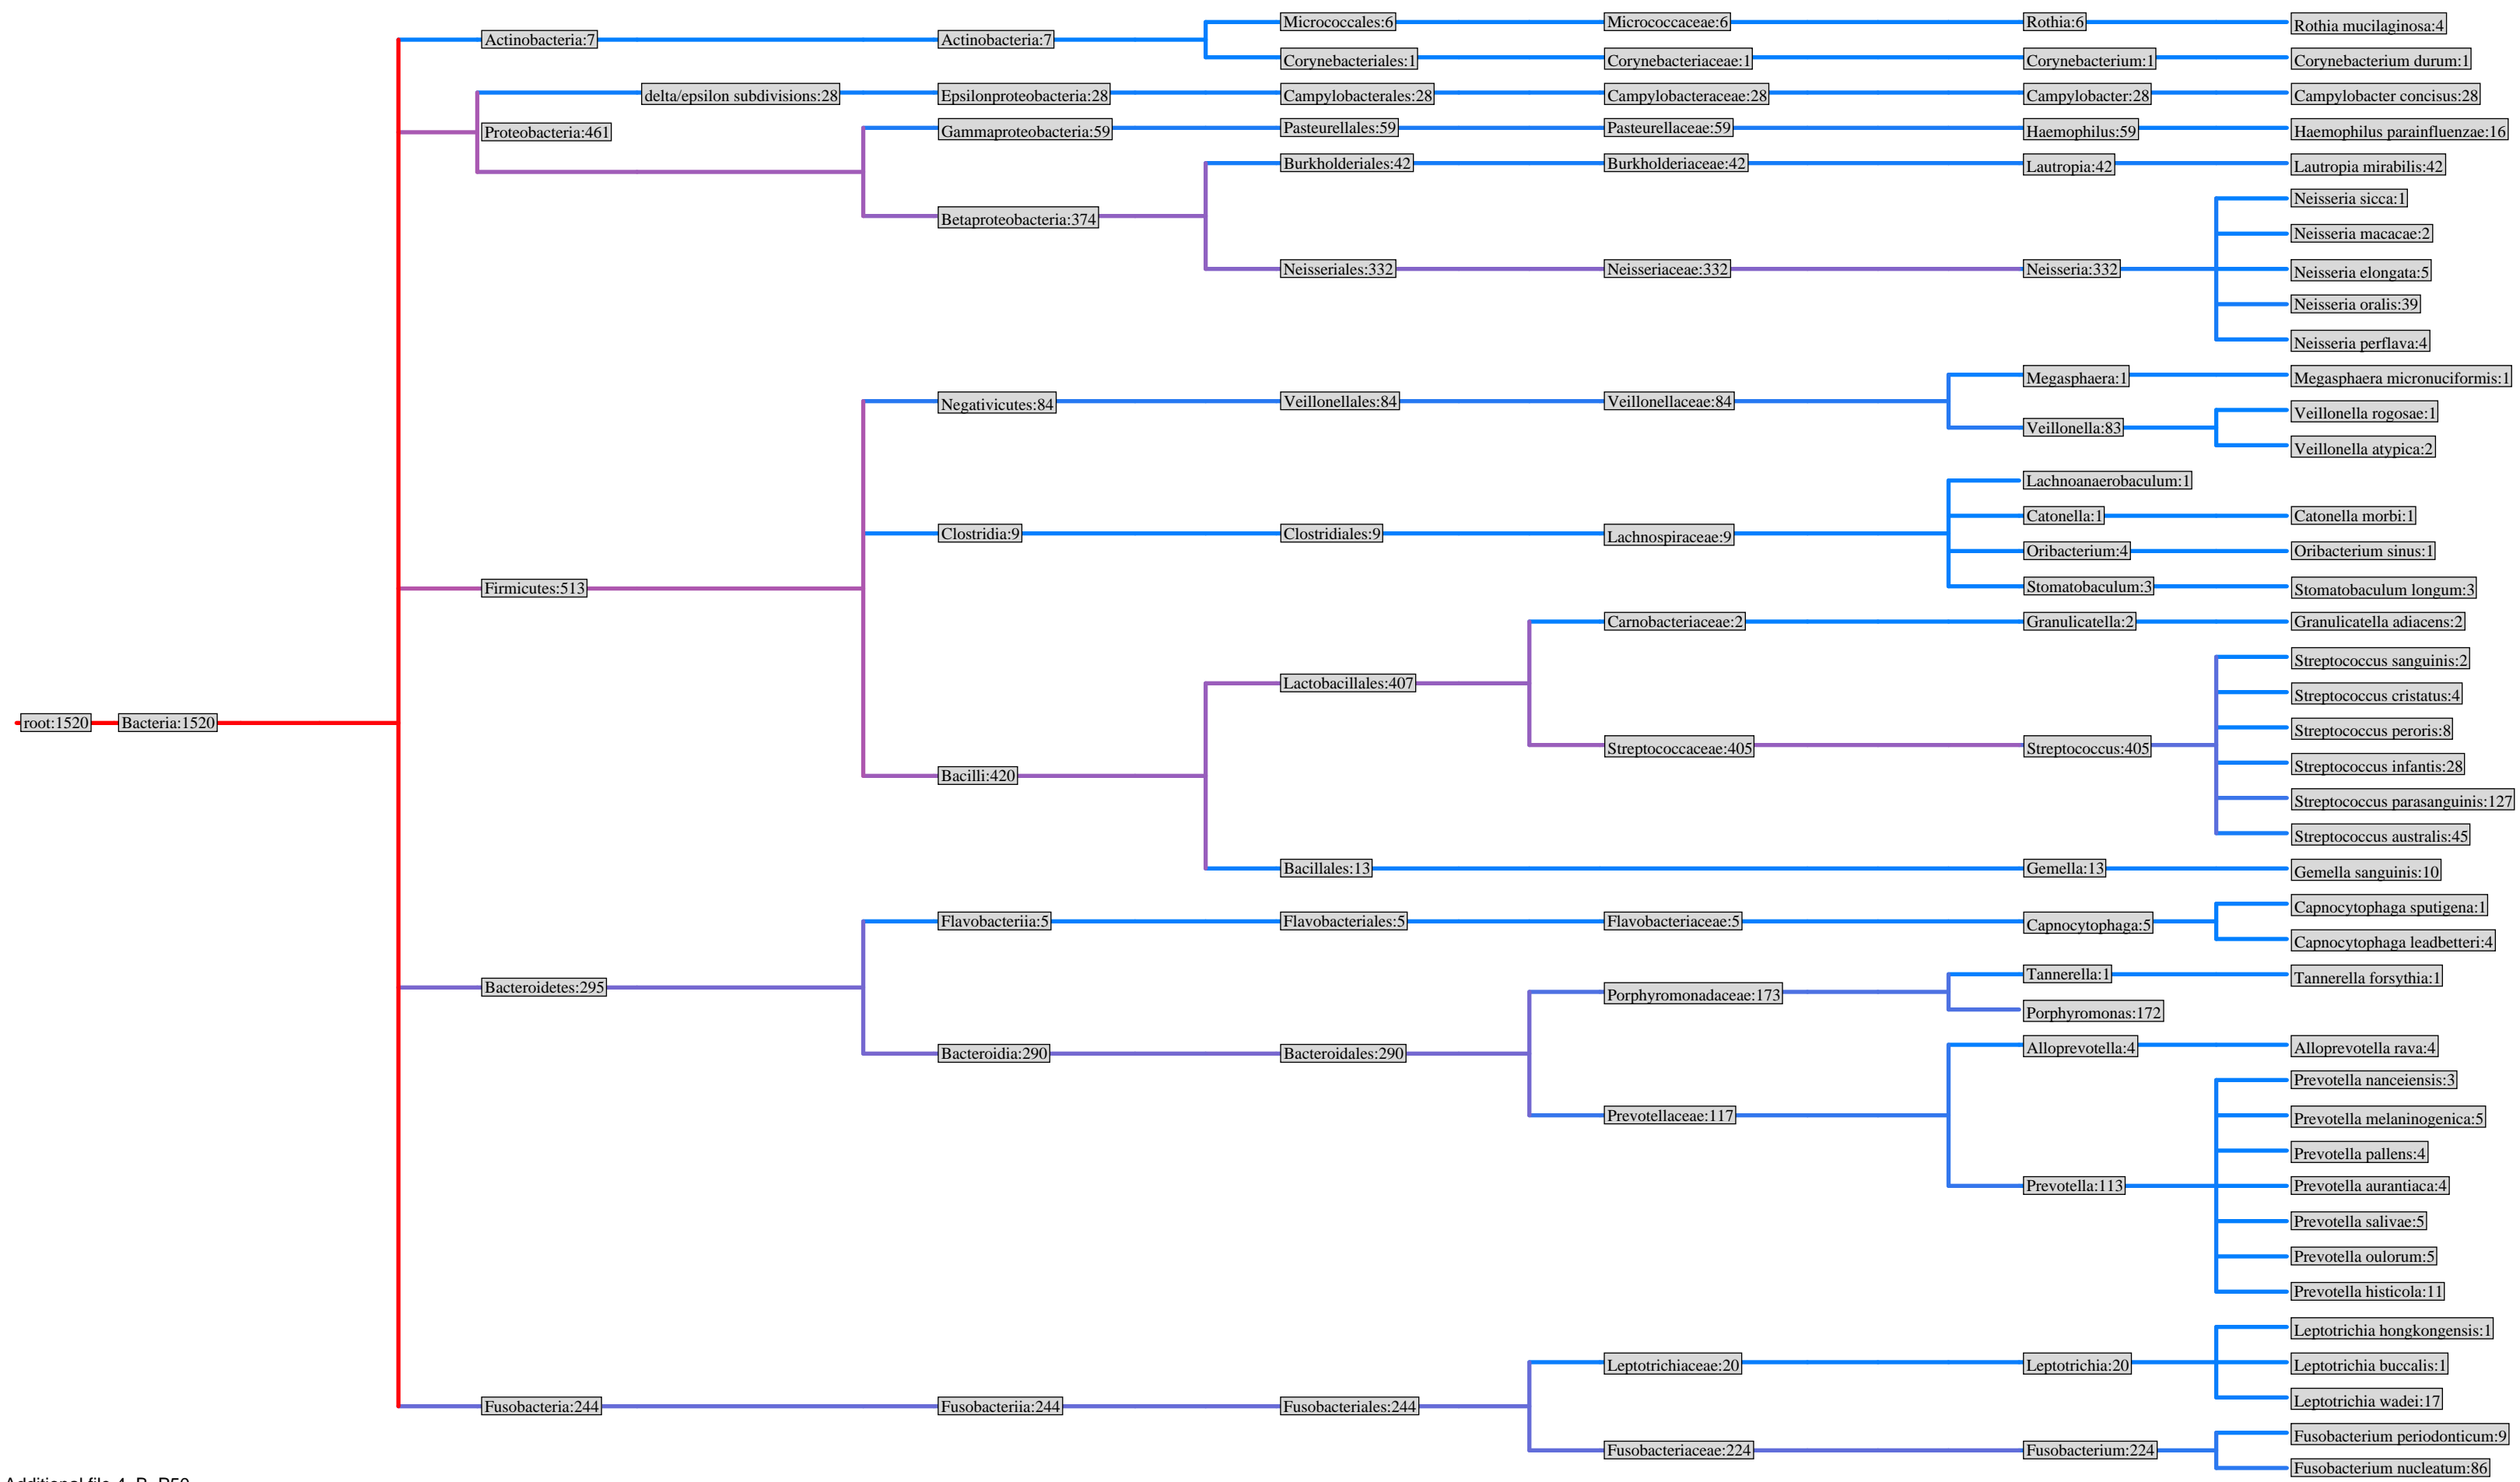 Micrococcales:6
Micrococcaceae:6
Rothia:6
Rothia mucilaginosa:4
Actinobacteria:7
Actinobacteria:7
Corynebacteriales:1
Corynebacteriaceae:1
Corynebacterium:1
Corynebacterium durum:1
delta/epsilon subdivisions:28
Epsilonproteobacteria:28
Campylobacterales:28
Campylobacteraceae:28
Campylobacter:28
Campylobacter concisus:28
Proteobacteria:461
Gammaproteobacteria:59
Pasteurellales:59
Pasteurellaceae:59
Haemophilus:59
Haemophilus parainfluenzae:16
Burkholderiales:42
Burkholderiaceae:42
Lautropia:42
Lautropia mirabilis:42
Betaproteobacteria:374
Neisseria sicca:1
Neisseria macacae:2
Neisseriales:332
Neisseriaceae:332
Neisseria:332
Neisseria elongata:5
Neisseria oralis:39
Neisseria perflava:4
Negativicutes:84
Veillonellales:84
Veillonellaceae:84
Megasphaera:1
Megasphaera micronuciformis:1
Veillonella:83
Veillonella rogosae:1
Veillonella atypica:2
Lachnoanaerobaculum:1
Clostridia:9
Clostridiales:9
Lachnospiraceae:9
Catonella:1
Catonella morbi:1
Oribacterium:4
Oribacterium sinus:1
Firmicutes:513
Stomatobaculum:3
Stomatobaculum longum:3
Carnobacteriaceae:2
Granulicatella:2
Granulicatella adiacens:2
Lactobacillales:407
Streptococcus sanguinis:2
Streptococcus cristatus:4
root:1520
Bacteria:1520
Streptococcaceae:405
Streptococcus:405
Streptococcus peroris:8
Streptococcus infantis:28
Bacilli:420
Streptococcus parasanguinis:127
Streptococcus australis:45
Bacillales:13
Gemella:13
Gemella sanguinis:10
Flavobacteriia:5
Flavobacteriales:5
Flavobacteriaceae:5
Capnocytophaga:5
Capnocytophaga sputigena:1
Capnocytophaga leadbetteri:4
Bacteroidetes:295
Porphyromonadaceae:173
Tannerella:1
Tannerella forsythia:1
Porphyromonas:172
Bacteroidia:290
Bacteroidales:290
Alloprevotella:4
Alloprevotella rava:4
Prevotella nanceiensis:3
Prevotellaceae:117
Prevotella melaninogenica:5
Prevotella pallens:4
Prevotella:113
Prevotella aurantiaca:4
Prevotella salivae:5
Prevotella oulorum:5
Prevotella histicola:11
Leptotrichia hongkongensis:1
Leptotrichiaceae:20
Leptotrichia:20
Leptotrichia buccalis:1
Leptotrichia wadei:17
Fusobacteria:244
Fusobacteriia:244
Fusobacteriales:244
Fusobacteriaceae:224
Fusobacterium:224
Fusobacterium periodonticum:9
Fusobacterium nucleatum:86